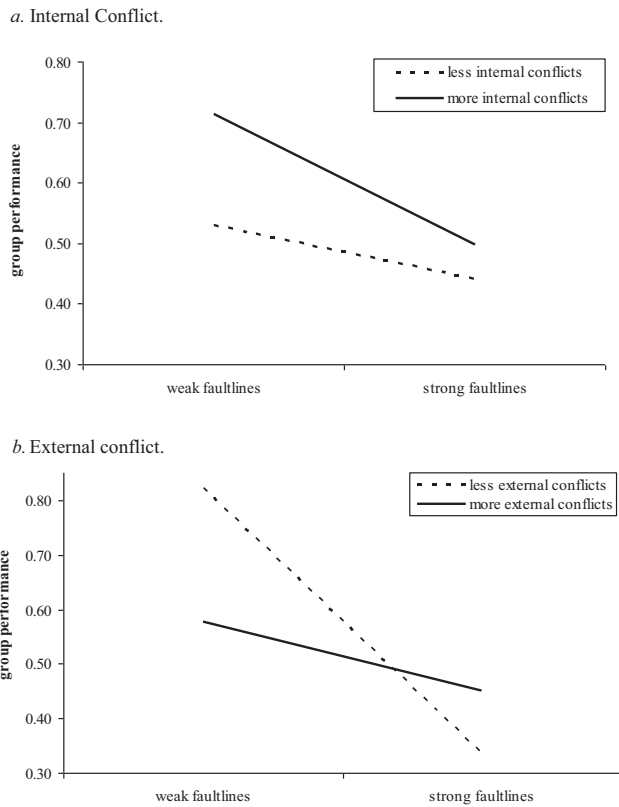 a. Internal Conflict.
0.80
less internal conflicts
more internal conflicts
0.70
0.60
group performance
0.50
0.40
0.30
weak faultlines strong faultlines
b. External conflict.
less external conflicts
more external conflicts
0.80
0.70
0.60
group performance
0.50
0.40
0.30
weak faultlines strong faultlines